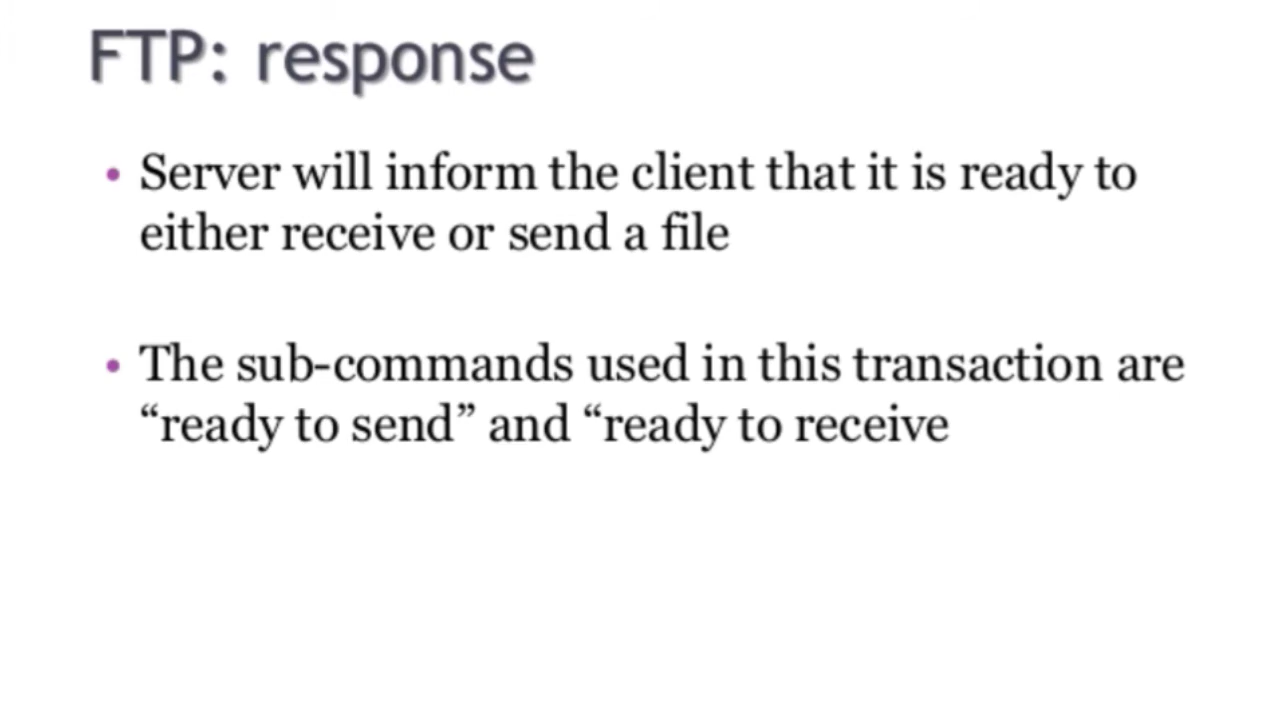 FTP: response
• Server will inform the client that it is ready to
either receive or send a file
• The sub-commands used in this transaction are
“ready to send” and “ready to receive